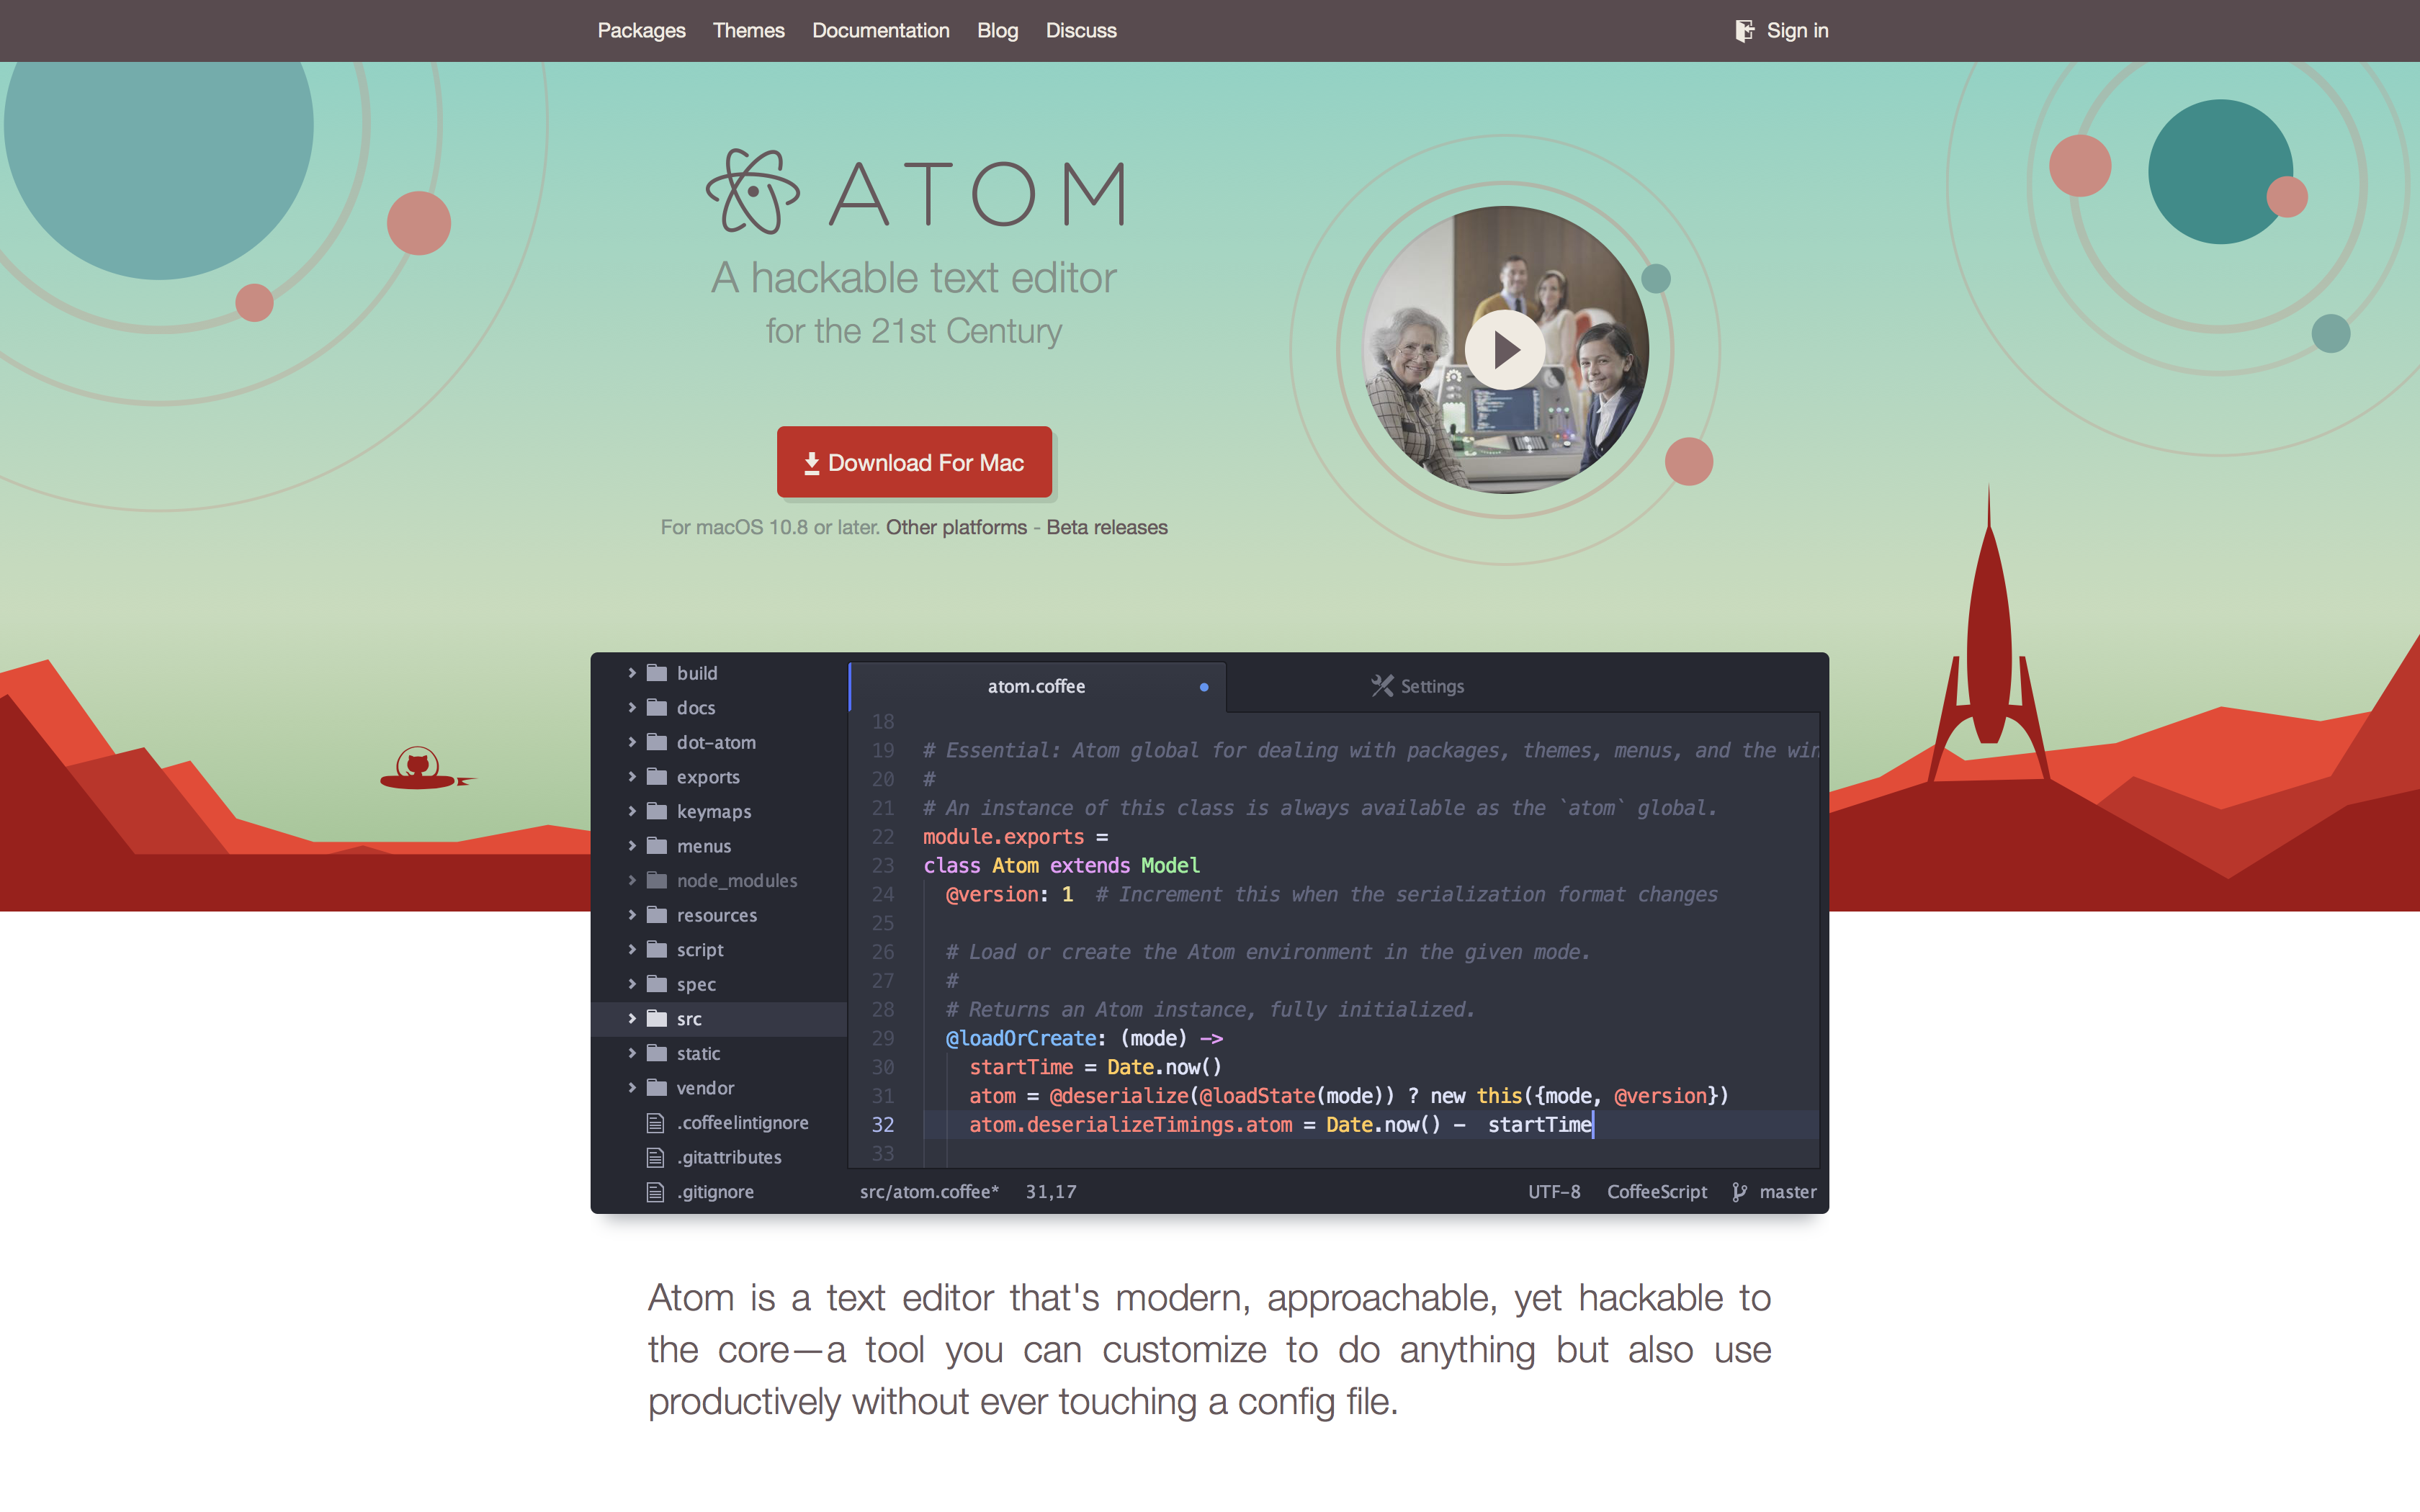 Packages Themes Documentation Blog Discuss Sign in
ATOM
A hackable text editor
for the 21st Century
Download For Mac
For macOS 10.8 or later. Other platforms - Beta releases
build
docs
dot-atom
exports
keymaps
menus
node_modules
resources
script
spec
src
static
vendor
.coffeelintignore
.gitattributes
.gitignore
atom.coffee Settings
18
19 # Essential: Atom global for dealing with packages, themes, menus, and the win
20 #
21 # An instance of this class is always available as the `atom` global.
22 module.exports =
23 class Atom extends Model
24 @version: 1 # Increment this when the serialization format changes
25
26 # Load or create the Atom environment in the given mode.
27 #
28 # Returns an Atom instance, fully initialized.
29 @loadOrCreate: (mode) ->
30 startTime = Date.now()
31 atom = @deserialize(@loadState(mode)) ? new this({mode, @version})
32 atom.deserializeTimings.atom = Date.now() - startTime
33
src/atom.coffee* 31,17 UTF-8 CoffeeScript master
Atom is a text editor that's modern, approachable, yet hackable to
the core—a tool you can customize to do anything but also use
productively without ever touching a config file.